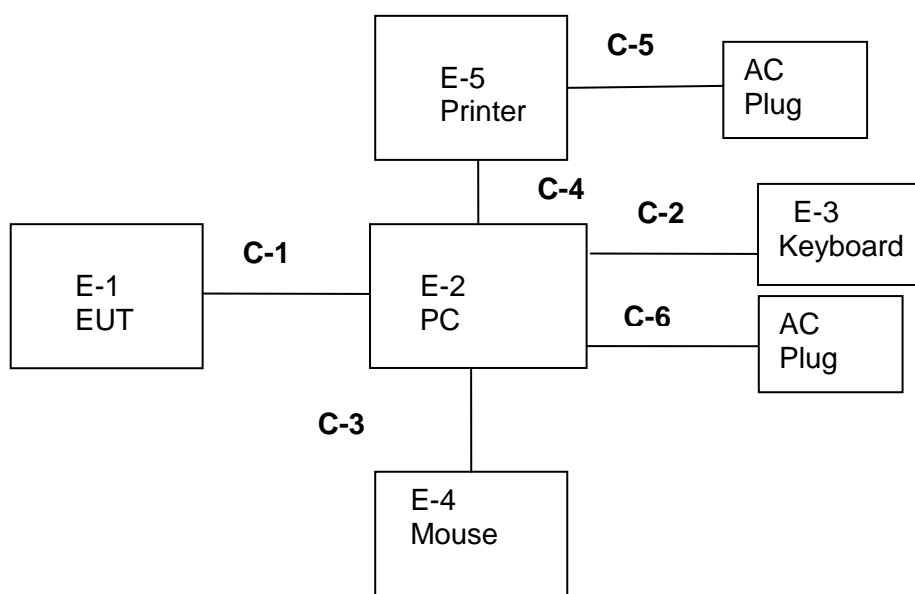 C-5
E-5
Printer
AC
Plug
C-4
C-2
E-3
Keyboard
C-1
E-1
EUT
E-2
PC
C-6
AC
Plug
C-3
E-4
Mouse